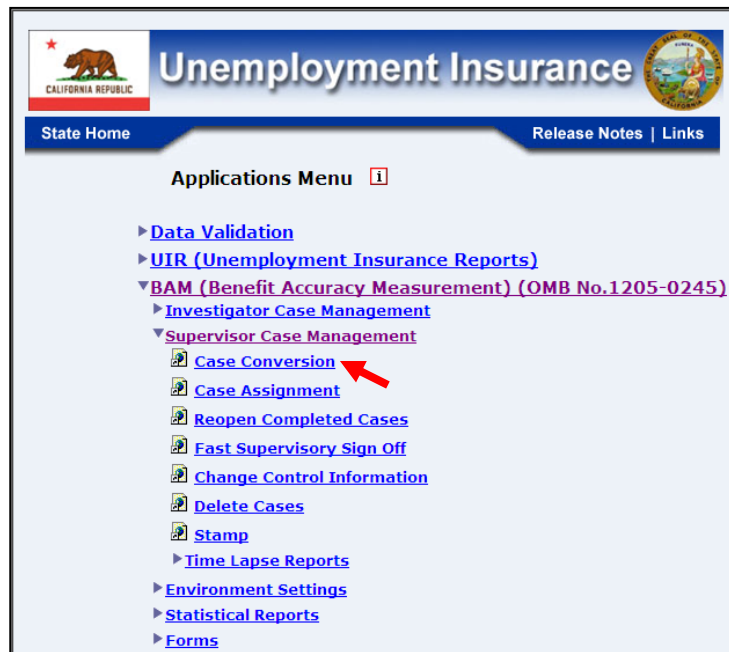 CALIFORNIA REPUBLIC
Unemployment Insurance
State Home
Release Notes | Links
Applications Menu i
Data Validation
UIR (Unemployment Insurance Reports)
BAM (Benefit Accuracy Measurement) (OMB No.1205-0245)
Investigator Case Management
Supervisor Case Management
Case Conversion
Case Assignment
Reopen Completed Cases
Fast Supervisory Sign Off
Change Control Information
Delete Cases
Stamp
Time Lapse Reports
Environment Settings
Statistical Reports
Forms